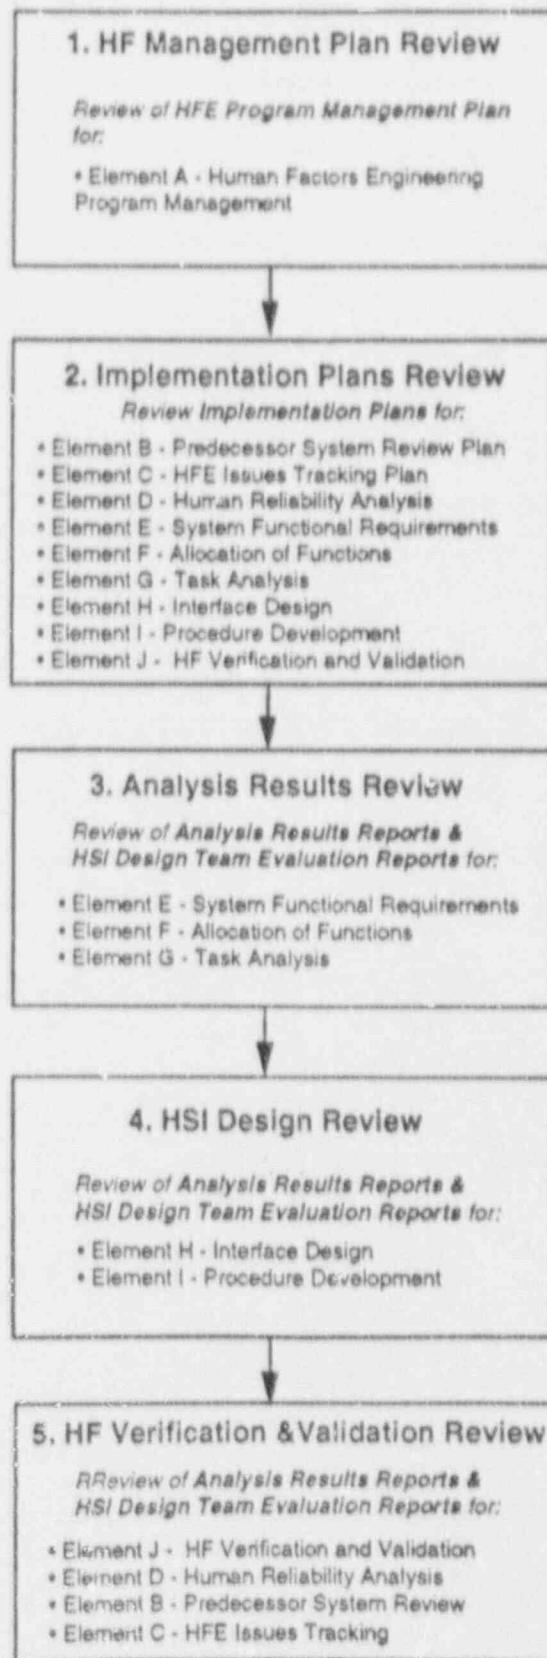 1. HF Management Plan Review
Review of HFE Program Management Plan
for:
• Element A - Human Factors Engineering
Program Management
2. Implementation Plans Review
Review Implementation Plans for:
• Element B - Predecessor System Review Plan
• Element C - HFE Issues Tracking Plan
• Element D - Human Reliability Analysis
• Element E - System Functional Requirements
• Element F - Allocation of Functions
• Element G - Task Analysis
• Element H - Interface Design
• Element I - Procedure Development
• Element J - HF Verification and Validation
3. Analysis Results Review
Review of Analysis Results Reports &
HSI Design Team Evaluation Reports for:
• Element E - System Functional Requirements
• Element F - Allocation of Functions
• Element G - Task Analysis
4. HSI Design Review
Review of Analysis Results Reports &
HSI Design Team Evaluation Reports for:
• Element H - Interface Design
• Element I - Procedure Development
5. HF Verification &Validation Review
RReview of Analysis Results Reports &
HSI Design Team Evaluation Reports for:
• Element J - HF Verification and Validation
• Element D - Human Reliability Analysis
• Element B - Predecessor System Review
• Element C - HFE Issues Tracking